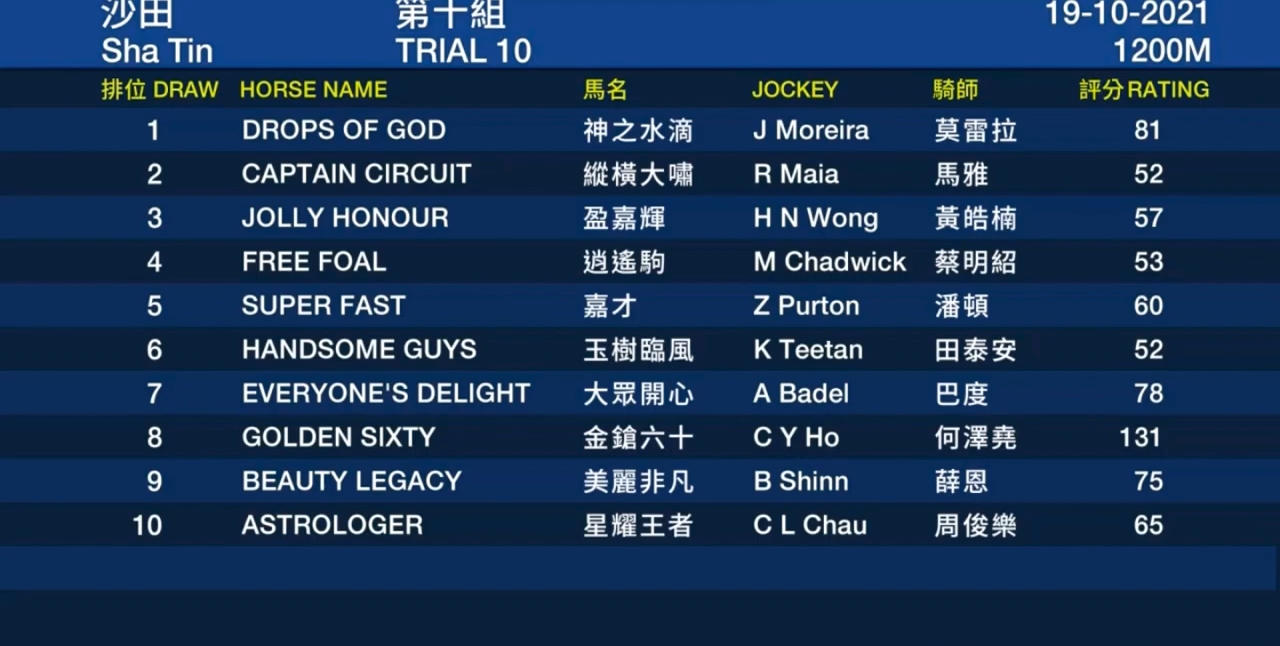 沙田 第十組 19-10-2021
Sha Tin TRIAL 10 1200M
排位 DRAW HORSE NAME 馬名 JOCKEY 騎師 評分 RATING
1 DROPS OF GOD 神之水滴 J Moreira 莫雷拉 81
2 CAPTAIN CIRCUIT 縱橫大嘯 R Maia 馬雅 52
3 JOLLY HONOUR 盈嘉輝 H N Wong 黃皓楠 57
4 FREE FOAL 逍遙駒 M Chadwick 蔡明紹 53
5 SUPER FAST 嘉才 Z Purton 潘頓 60
6 HANDSOME GUYS 玉樹臨風 K Teetan 田泰安 52
7 EVERYONE'S DELIGHT 大眾開心 A Badel 巴度 78
8 GOLDEN SIXTY 金鎗六十 C Y Ho 何澤堯 131
9 BEAUTY LEGACY 美麗非凡 B Shinn 薛恩 75
10 ASTROLOGER 星耀王者 C L Chau 周俊樂 65